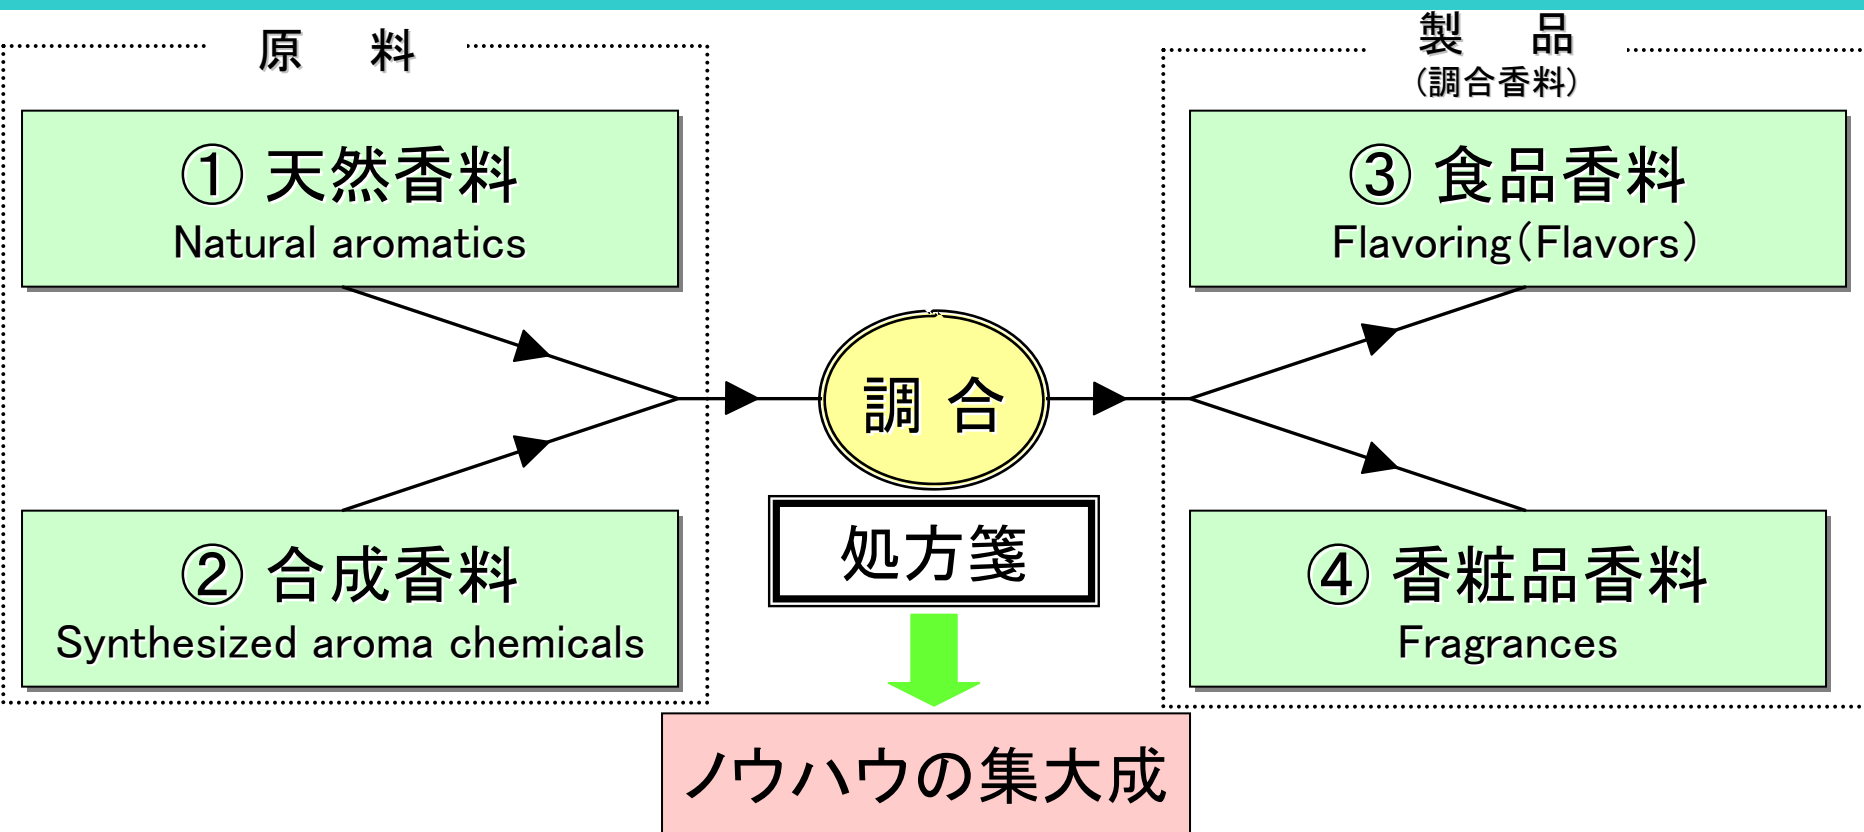 原 料
① 天然香料
Natural aromatics
② 合成香料
Synthesized aroma chemicals
調 合
処方箋
ノウハウの集大成
製 品
(調合香料)
③ 食品香料
Flavoring(Flavors)
④ 香粧品香料
Fragrances